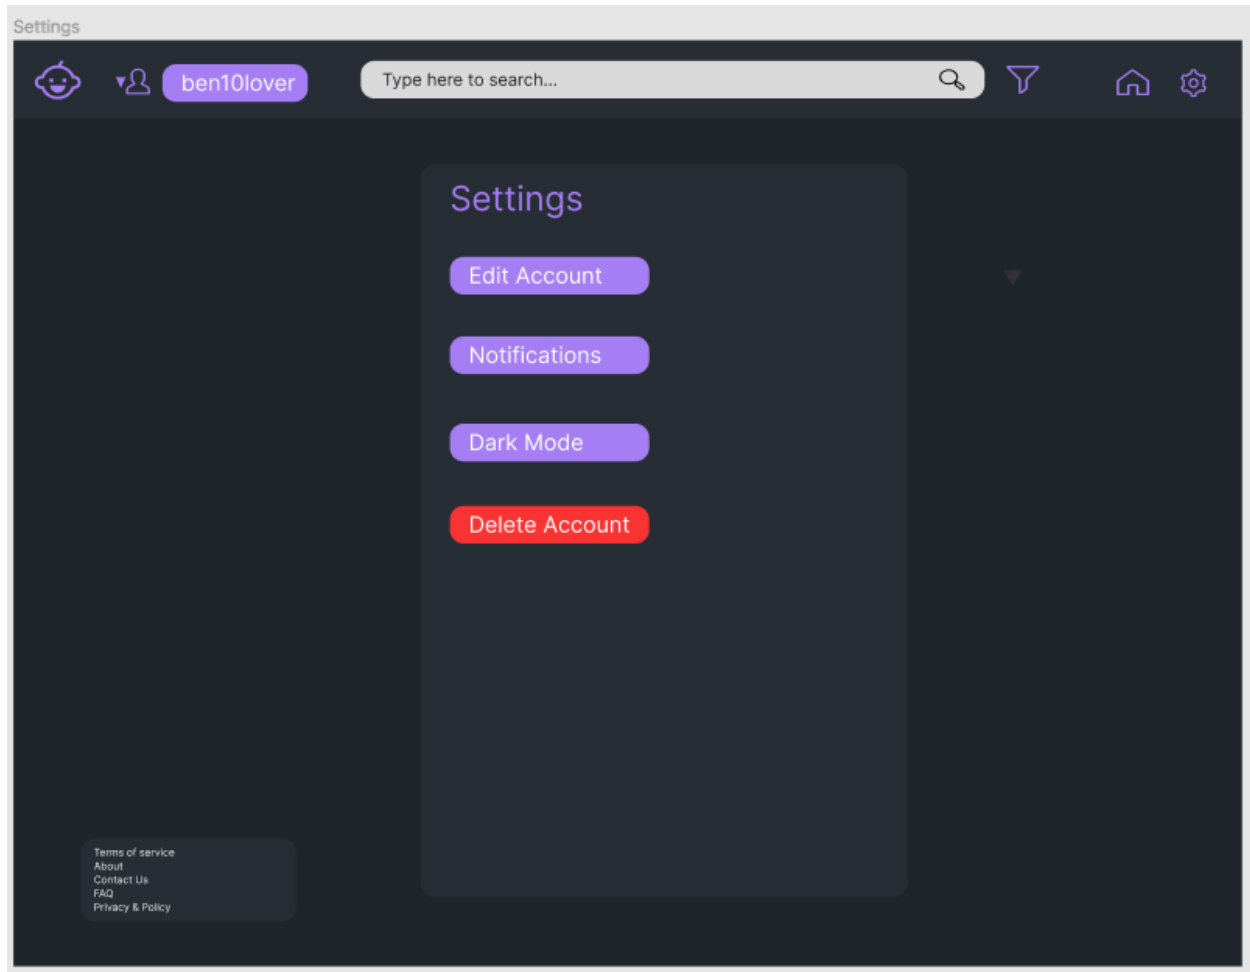 Settings
ben10lover
Type here to search...
Settings
Edit Account
Notifications
Dark Mode
Delete Account
Terms of service
About
Contact Us
FAQ
Privacy & Policy